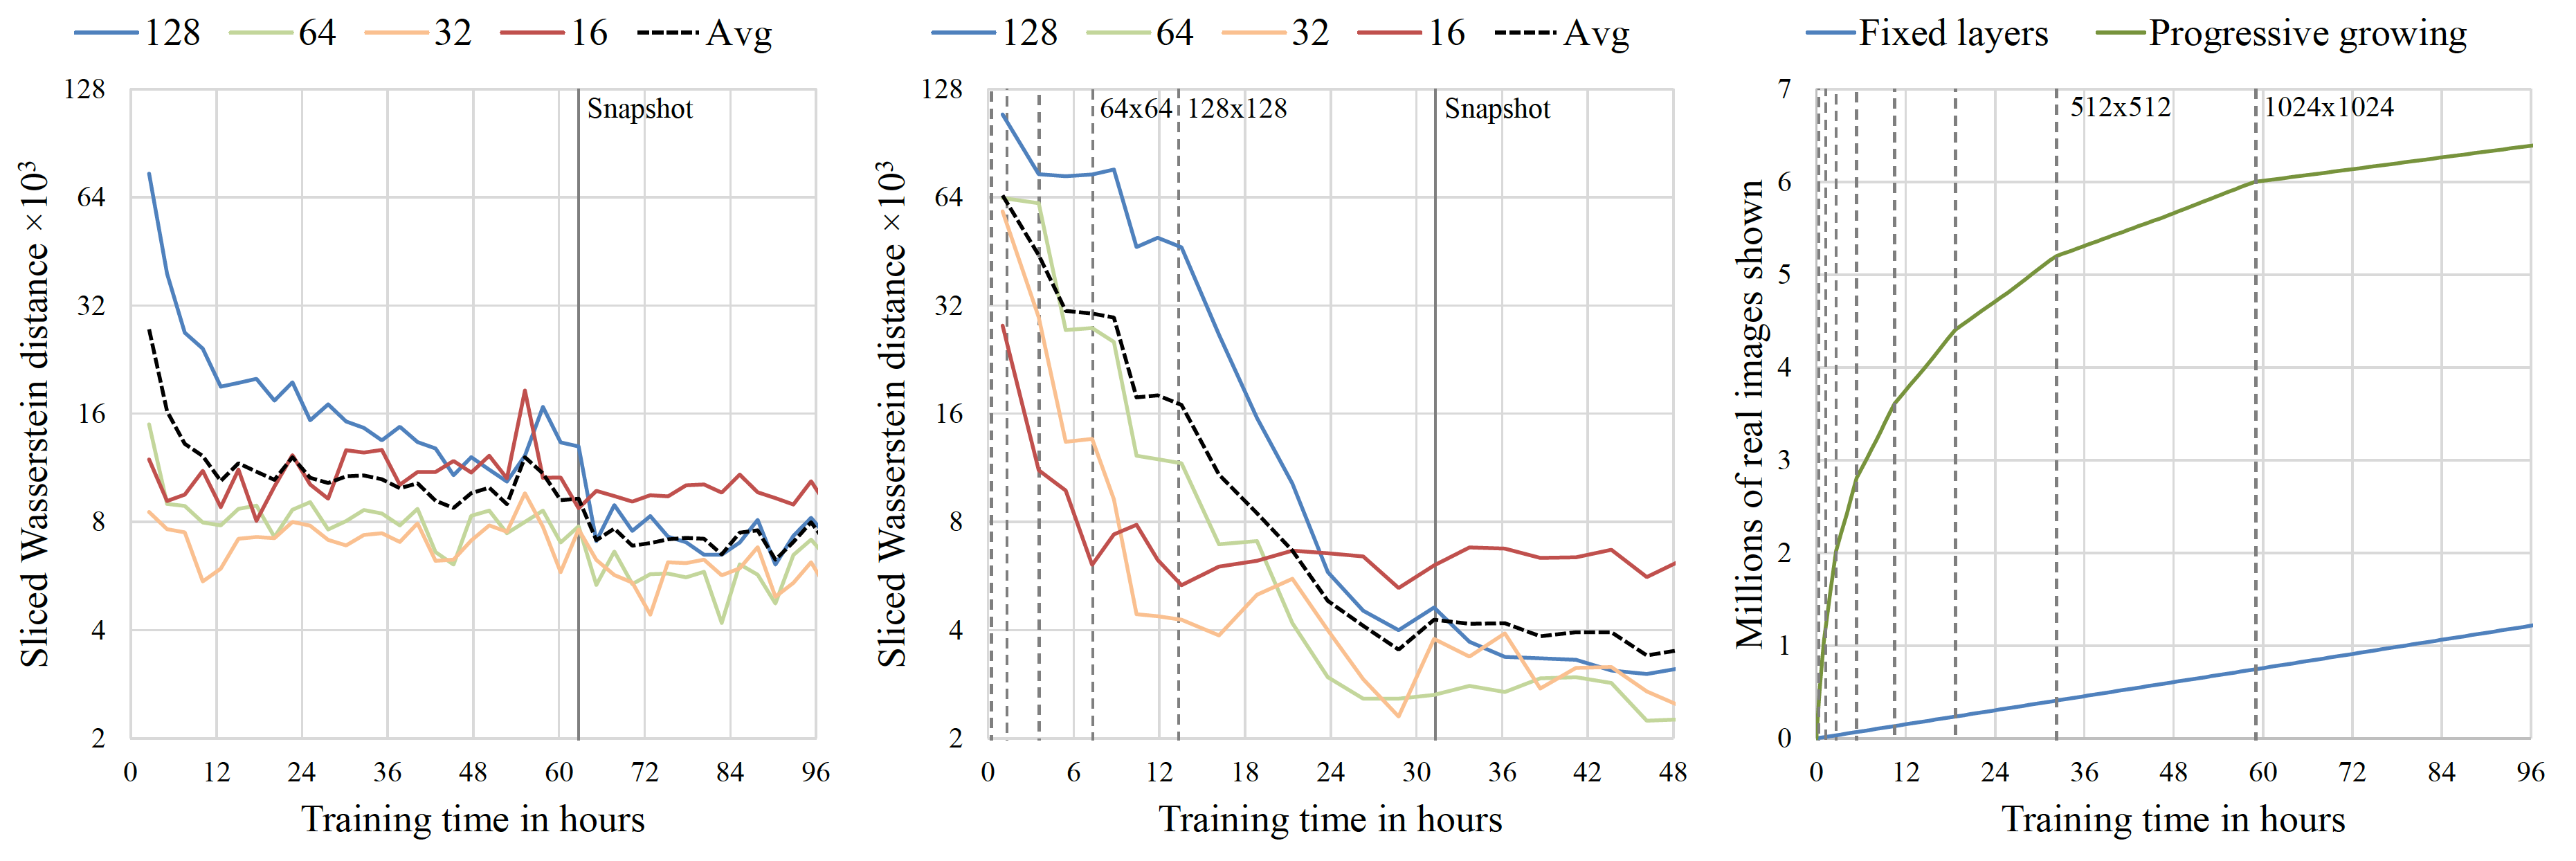 128 64 32 16 Avg
128
64
32
16
8
4
2
Sliced Wasserstein distance ×10³
Snapshot
0 12 24 36 48 60 72 84 96
Training time in hours
128 64 32 16 Avg
128
64
32
16
8
4
2
Sliced Wasserstein distance ×10³
64x64 128x128 Snapshot
0 6 12 18 24 30 36 42 48
Training time in hours
Fixed layers Progressive growing
7
6
5
4
3
2
1
0
Millions of real images shown
512x512 1024x1024
0 12 24 36 48 60 72 84 96
Training time in hours